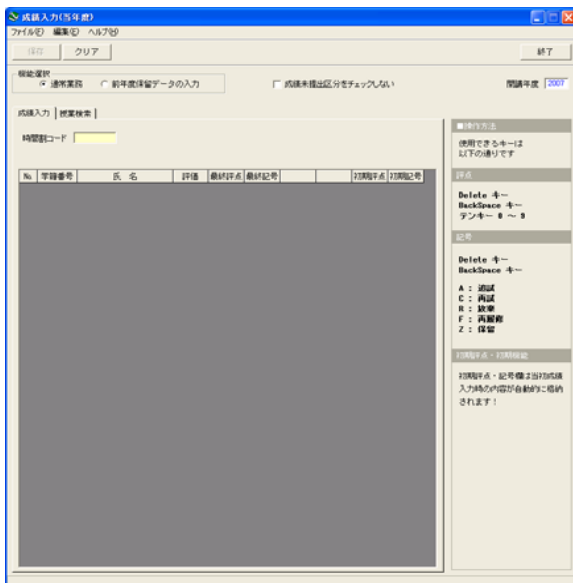 成績入力(当年度)
ファイル(F) 編集(E) ヘルプ(H)
保存 クリア 終了
機能選択
通常業務 前年度保留データの入力 成績未提出区分をチェックしない 開講年度 2007
成績入力 授業検索
時間割コード
No 学籍番号 氏 名 評価 最終評点 最終記号 初期評点 初期記号
■操作方法
使用できるキーは
以下の通りです
評点
Delete キー
BackSpace キー
テンキー 0 ~ 9
記号
Delete キー
BackSpace キー
A : 追試
C : 再試
R : 放棄
F : 再履修
Z : 保留
初期評点・初期機能
初期評点・記号欄は当初成績
入力時の内容が自動的に格納
されます!